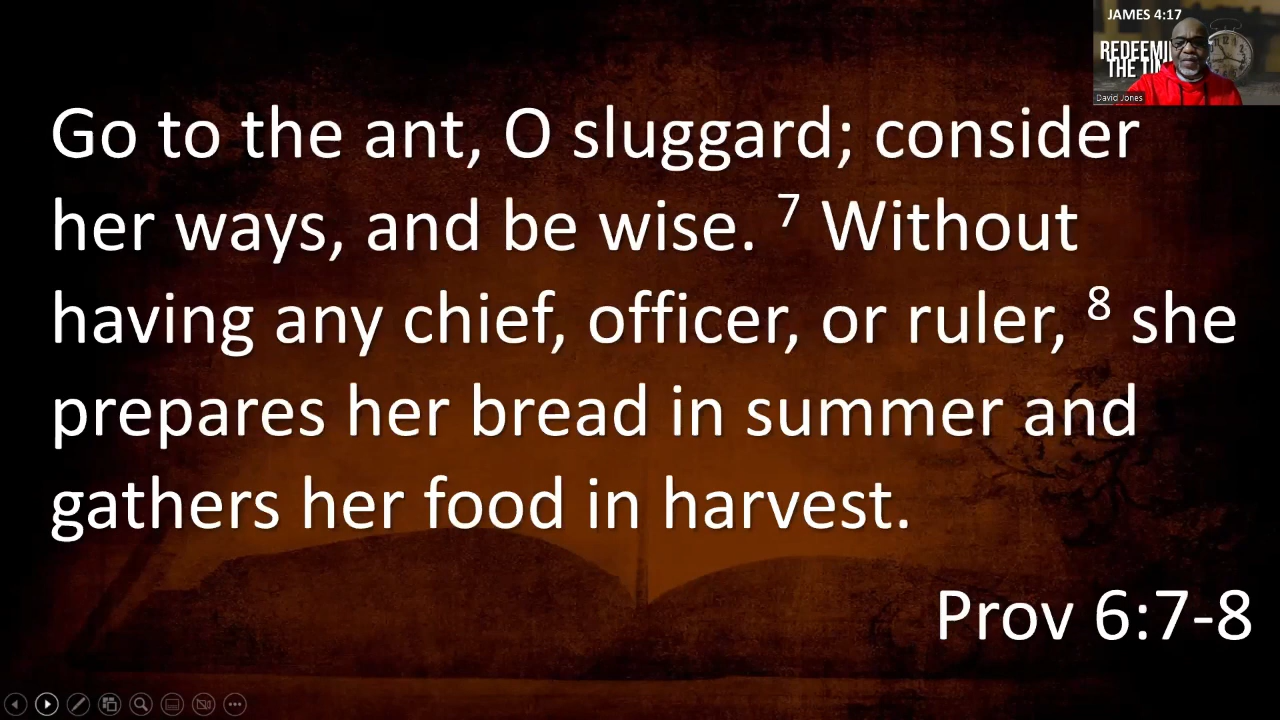 JAMES 4:17
REDEEMI
THE TIM
David Jones
Go to the ant, O sluggard; consider
her ways, and be wise. ⁷ Without
having any chief, officer, or ruler, ⁸ she
prepares her bread in summer and
gathers her food in harvest.
Prov 6:7-8